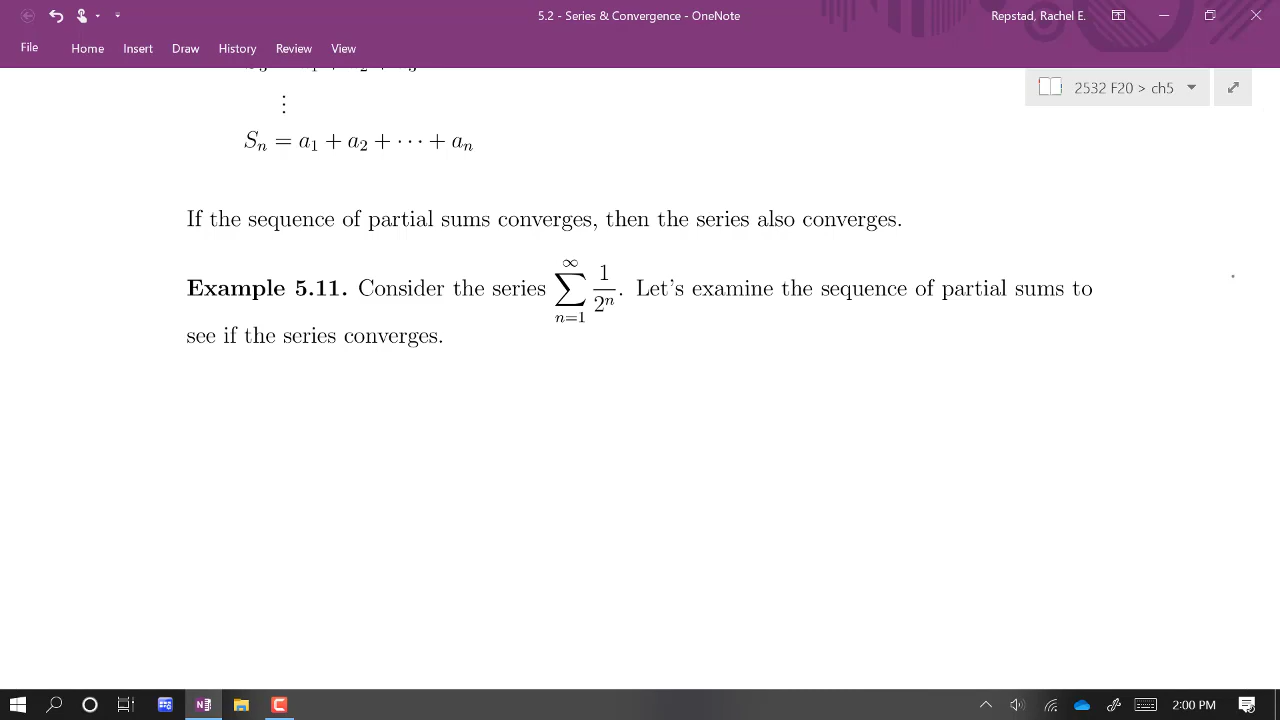 5.2 - Series & Convergence - OneNote
Repstad, Rachel E.
File Home Insert Draw History Review View
2532 F20 > ch5
⋮
Sₙ = a₁ + a₂ + ⋯ + aₙ
If the sequence of partial sums converges, then the series also converges.
Example 5.11. Consider the series ∑_{n=1}^{∞} 1/2ⁿ. Let's examine the sequence of partial sums to
see if the series converges.
2:00 PM